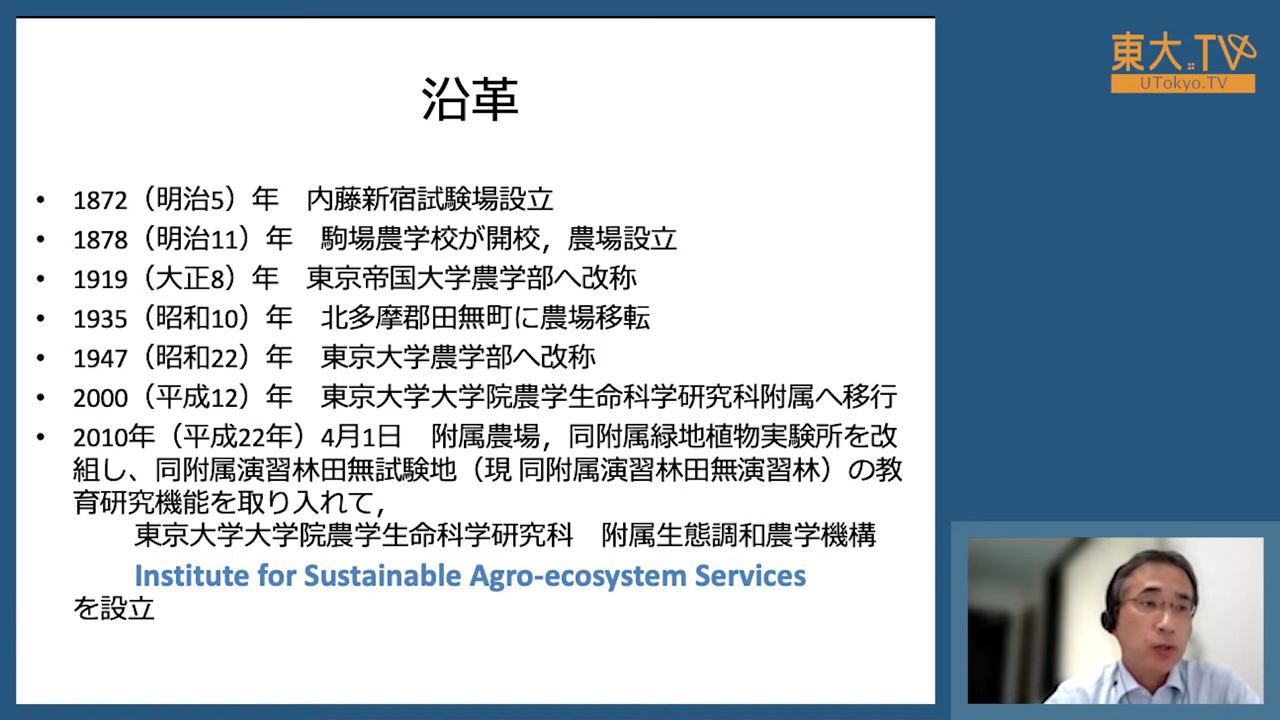 沿革
東大.TV
UTokyo.TV
• 1872（明治5）年　内藤新宿試験場設立
• 1878（明治11）年　駒場農学校が開校，農場設立
• 1919（大正8）年　東京帝国大学農学部へ改称
• 1935（昭和10）年　北多摩郡田無町に農場移転
• 1947（昭和22）年　東京大学農学部へ改称
• 2000（平成12）年　東京大学大学院農学生命科学研究科附属へ移行
• 2010年（平成22年）4月1日　附属農場，同附属緑地植物実験所を改
組し、同附属演習林田無試験地（現 同附属演習林田無演習林）の教
育研究機能を取り入れて，
東京大学大学院農学生命科学研究科　附属生態調和農学機構
Institute for Sustainable Agro-ecosystem Services
を設立